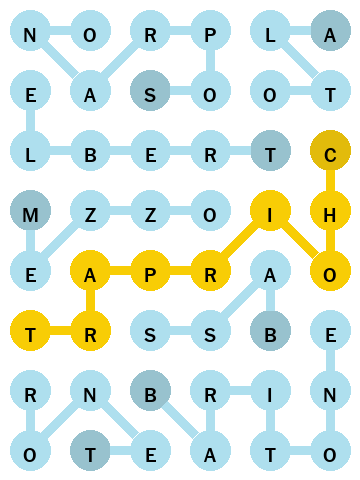 N O R P L A
E A S O O T
L B E R T C
M Z Z O I H
E A P R A O
T R S S B E
R N B R I N
O T E A T O